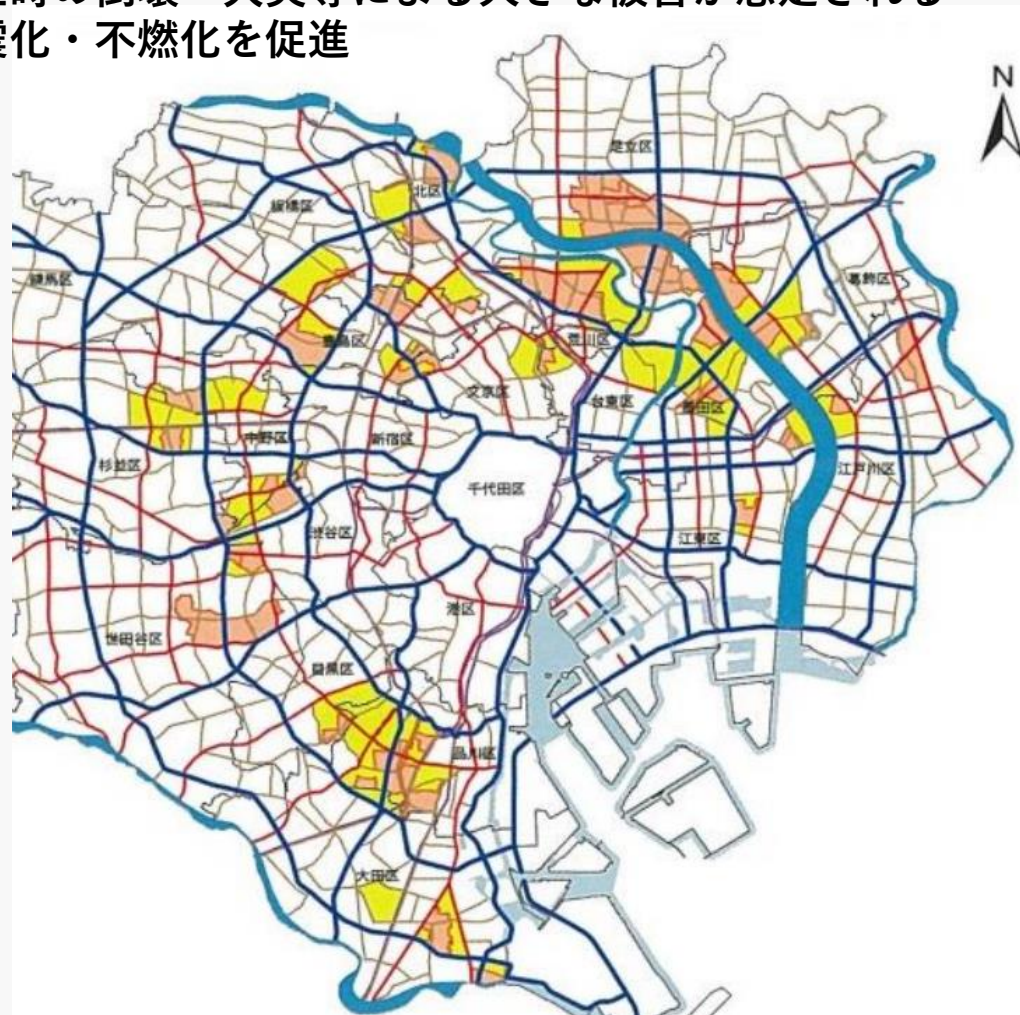 化・不燃化を促進
N
足立区
北区
板橋区
練馬区
葛飾区
豊島区
荒川区
文京区
台東区
墨田区
中野区
新宿区
杉並区
千代田区
江戸川区
渋谷区
江東区
港区
世田谷区
目黒区
品川区
大田区